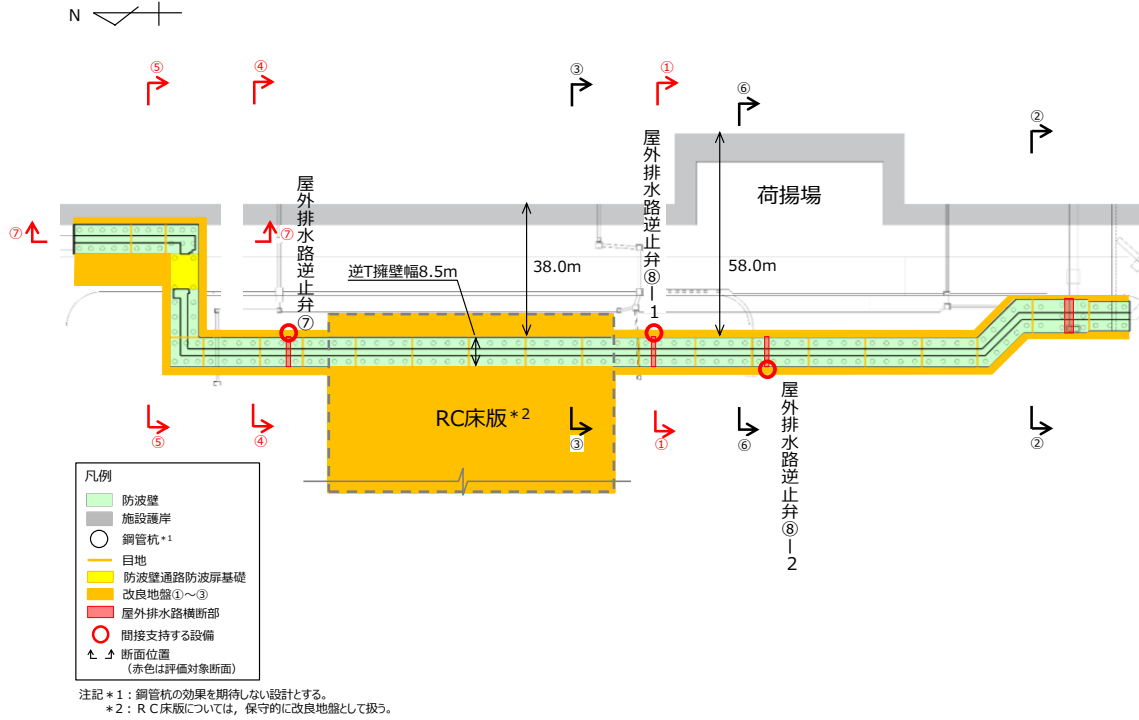 N
⑤
④
③
①
⑥
②
屋外排水路逆止弁⑦
屋外排水路逆止弁⑧－1
荷揚場
⑦
⑦
逆T擁壁幅8.5m
38.0m
58.0m
RC床版*2
屋外排水路逆止弁⑧－2
⑤
④
③
①
⑥
②
凡例
防波壁
施設護岸
鋼管杭*1
目地
防波壁通路防波扉基礎
改良地盤①～③
屋外排水路横断部
間接支持する設備
断面位置
(赤色は評価対象断面)
注記*1：鋼管杭の効果を期待しない設計とする。
*2：ＲＣ床版については，保守的に改良地盤として扱う。